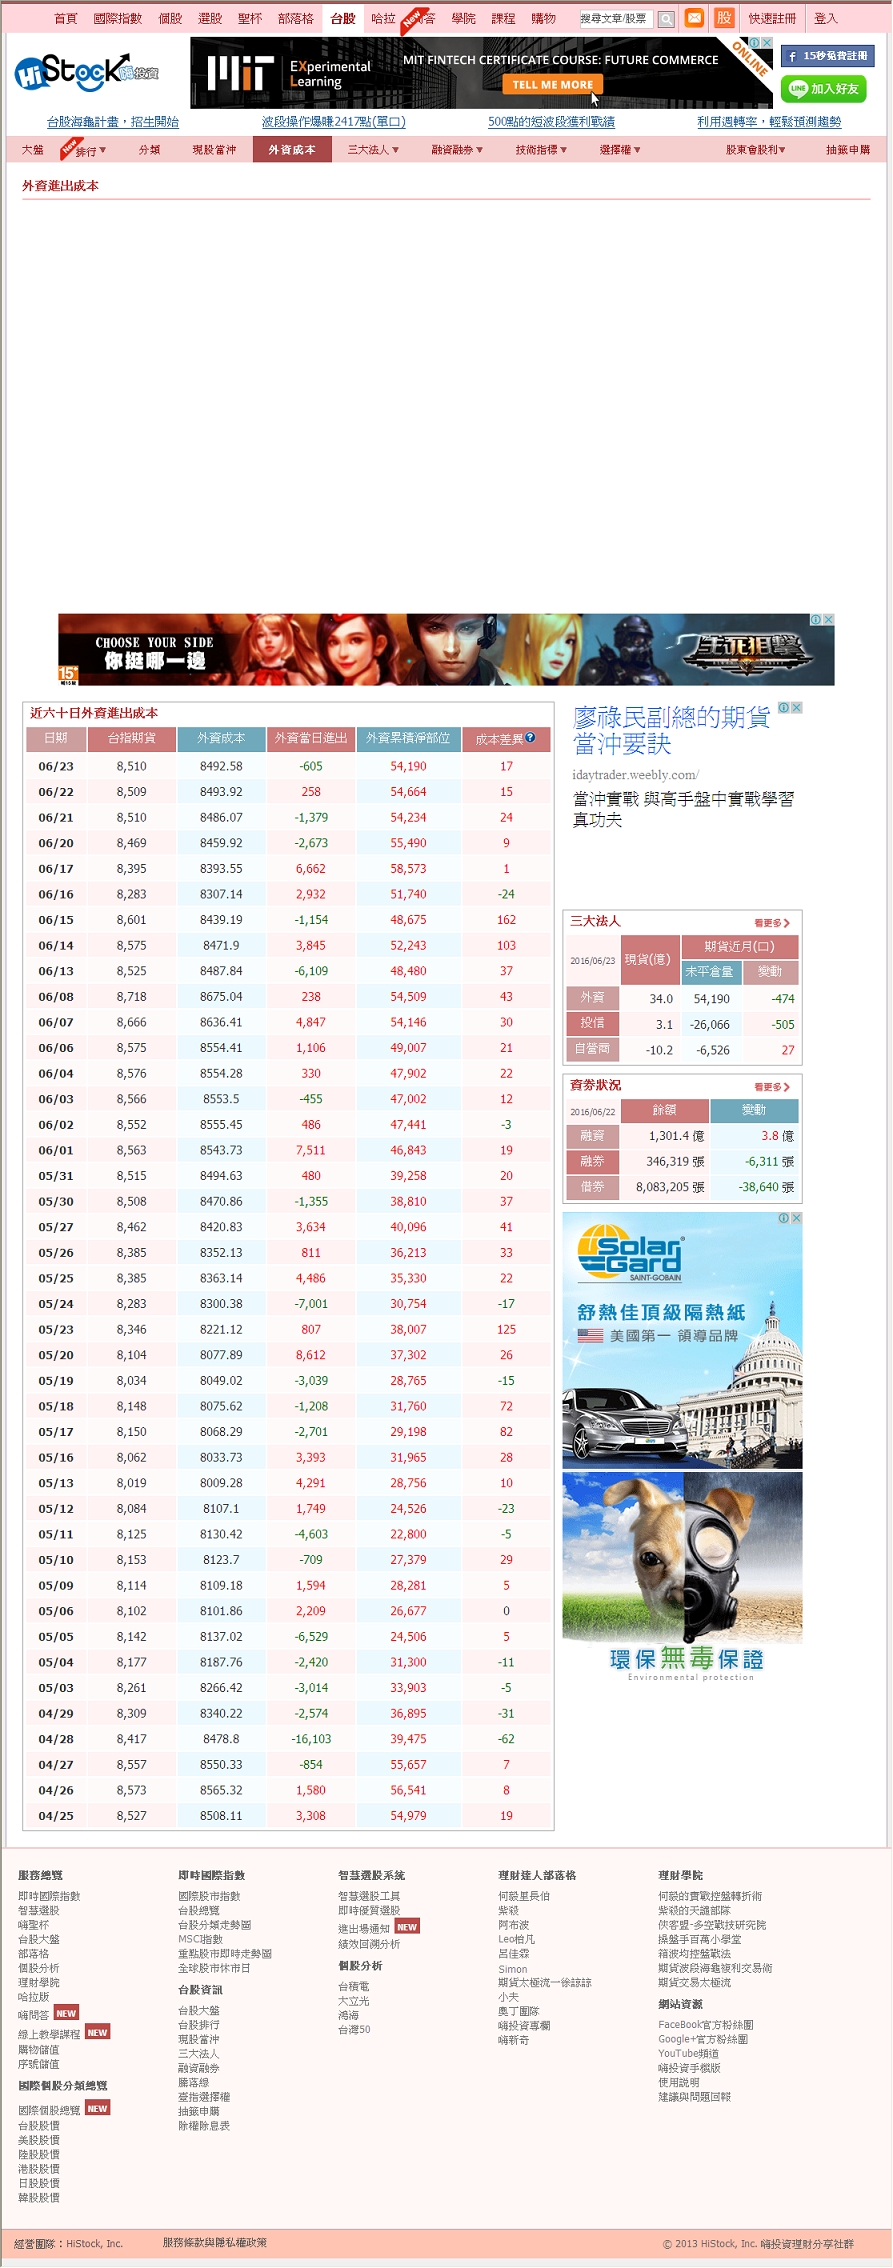 首頁 國際指數 個股 選股 聖杯 部落格 台股 哈拉 New 學院 課程 購物 搜尋文章/股票 股 快速註冊 登入
HiStock 嗨投資
MIT EXperimental Learning MIT FINTECH CERTIFICATE COURSE: FUTURE COMMERCE TELL ME MORE ONLINE
f 15秒免費註冊
LINE 加入好友
台股海龜計畫，招生開始 波段操作爆賺2417點(單口) 500點的短波段獲利戰績 利用週轉率，輕鬆預測趨勢
大盤 New 排行▼ 分類 現股當沖 外資成本 三大法人▼ 融資融券▼ 技術指標▼ 選擇權▼ 股東會股利▼ 抽籤申購
外資進出成本
CHOOSE YOUR SIDE
你挺哪一邊
生死狙擊
15+
近六十日外資進出成本
日期 台指期貨 外資成本 外資當日進出 外資累積淨部位 成本差異?
06/23 8,510 8492.58 -605 54,190 17
06/22 8,509 8493.92 258 54,664 15
06/21 8,510 8486.07 -1,379 54,234 24
06/20 8,469 8459.92 -2,673 55,490 9
06/17 8,395 8393.55 6,662 58,573 1
06/16 8,283 8307.14 2,932 51,740 -24
06/15 8,601 8439.19 -1,154 48,675 162
06/14 8,575 8471.9 3,845 52,243 103
06/13 8,525 8487.84 -6,109 48,480 37
06/08 8,718 8675.04 238 54,509 43
06/07 8,666 8636.41 4,847 54,146 30
06/06 8,575 8554.41 1,106 49,007 21
06/04 8,576 8554.28 330 47,902 22
06/03 8,566 8553.5 -455 47,002 12
06/02 8,552 8555.45 486 47,441 -3
06/01 8,563 8543.73 7,511 46,843 19
05/31 8,515 8494.63 480 39,258 20
05/30 8,508 8470.86 -1,355 38,810 37
05/27 8,462 8420.83 3,634 40,096 41
05/26 8,385 8352.13 811 36,213 33
05/25 8,385 8363.14 4,486 35,330 22
05/24 8,283 8300.38 -7,001 30,754 -17
05/23 8,346 8221.12 807 38,007 125
05/20 8,104 8077.89 8,612 37,302 26
05/19 8,034 8049.02 -3,039 28,765 -15
05/18 8,148 8075.62 -1,208 31,760 72
05/17 8,150 8068.29 -2,701 29,198 82
05/16 8,062 8033.73 3,393 31,965 28
05/13 8,019 8009.28 4,291 28,756 10
05/12 8,084 8107.1 1,749 24,526 -23
05/11 8,125 8130.42 -4,603 22,800 -5
05/10 8,153 8123.7 -709 27,379 29
05/09 8,114 8109.18 1,594 28,281 5
05/06 8,102 8101.86 2,209 26,677 0
05/05 8,142 8137.02 -6,529 24,506 5
05/04 8,177 8187.76 -2,420 31,300 -11
05/03 8,261 8266.42 -3,014 33,903 -5
04/29 8,309 8340.22 -2,574 36,895 -31
04/28 8,417 8478.8 -16,103 39,475 -62
04/27 8,557 8550.33 -854 55,657 7
04/26 8,573 8565.32 1,580 56,541 8
04/25 8,527 8508.11 3,308 54,979 19
廖祿民副總的期貨
當沖要訣
idaytrader.weebly.com/
當沖實戰 與高手盤中實戰學習
真功夫
三大法人 看更多
2016/06/23 現貨(億) 期貨近月(口)
未平倉量 變動
外資 34.0 54,190 -474
投信 3.1 -26,066 -505
自營商 -10.2 -6,526 27
資券狀況 看更多
2016/06/22 餘額 變動
融資 1,301.4 億 3.8 億
融券 346,319 張 -6,311 張
借券 8,083,205 張 -38,640 張
Solar Gard
SAINT-GOBAIN
舒熱佳頂級隔熱紙
美國第一 領導品牌
環保無毒保證
Environmental protection
服務總覽
即時國際指數
智慧選股
嗨聖杯
台股大盤
部落格
個股分析
理財學院
哈拉版
嗨問答 NEW
線上教學課程 NEW
購物儲值
序號儲值
國際個股分類總覽
國際個股總覽 NEW
台股股價
美股股價
陸股股價
港股股價
日股股價
韓股股價
即時國際指數
國際股市指數
台股總覽
台股分類走勢圖
MSCI指數
重點股市即時走勢圖
全球股市休市日
台股資訊
台股大盤
台股排行
現股當沖
三大法人
融資融券
騰落線
臺指選擇權
抽籤申購
除權除息表
智慧選股系統
智慧選股工具
即時優質選股
進出場通知 NEW
績效回溯分析
個股分析
台積電
大立光
鴻海
台灣50
理財達人部落格
何毅里長伯
紫殺
阿布波
Leo槍凡
呂佳霖
Simon
期貨太極流—徐諒諒
小夫
奧丁團隊
嗨投資專欄
嗨新奇
理財學院
何毅的實戰控盤轉折術
紫殺的天讖部隊
俠客盟-多空戰技研究院
操盤手百萬小學堂
箱波均控盤戰法
期貨波段海龜複利交易術
期貨交易太極流
網站資源
FaceBook官方粉絲團
Google+官方粉絲團
YouTube頻道
嗨投資手機版
使用說明
建議與問題回報
經營團隊：HiStock, Inc. 服務條款與隱私權政策 © 2013 HiStock, Inc. 嗨投資理財分享社群